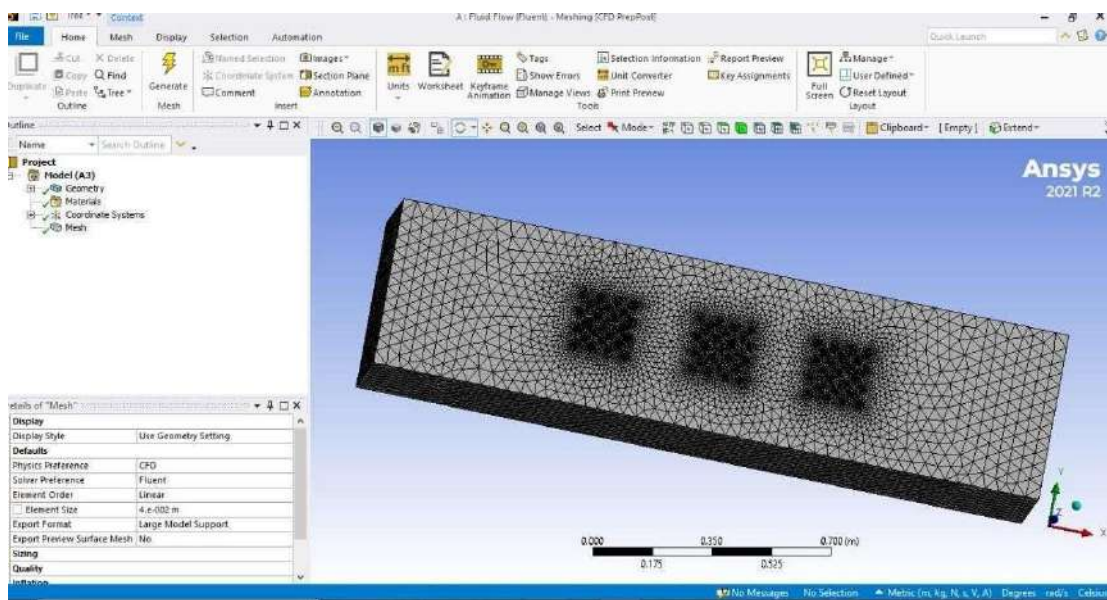 Context
A : Fluid Flow (Fluent) - Meshing [CFD PrepPost]
File Home Mesh Display Selection Automation Quick Launch
Duplicate Cut Copy Paste Delete Find Tree
Outline
Generate
Mesh
Named Selection Coordinate System Comment Images Section Plane Annotation
Insert
Units Worksheet Keyframe Animation Tags Show Errors Manage Views Selection Information Unit Converter Print Preview Report Preview Key Assignments
Tools
Full Screen Manage User Defined Reset Layout
Layout
Outline
Select Mode Clipboard [Empty] Extend
Name Search Outline
Project
Model (A3)
Geometry
Materials
Coordinate Systems
Mesh
Ansys
2021 R2
Details of "Mesh"
Display
Display Style Use Geometry Setting
Defaults
Physics Preference CFD
Solver Preference Fluent
Element Order Linear
Element Size 4.e-002 m
Export Format Large Model Support
Export Preview Surface Mesh No
Sizing
Quality
Inflation
0.000 0.350 0.700 (m)
0.175 0.525
Y
Z
X
No Messages No Selection Metric (m, kg, N, s, V, A) Degrees rad/s Celsius